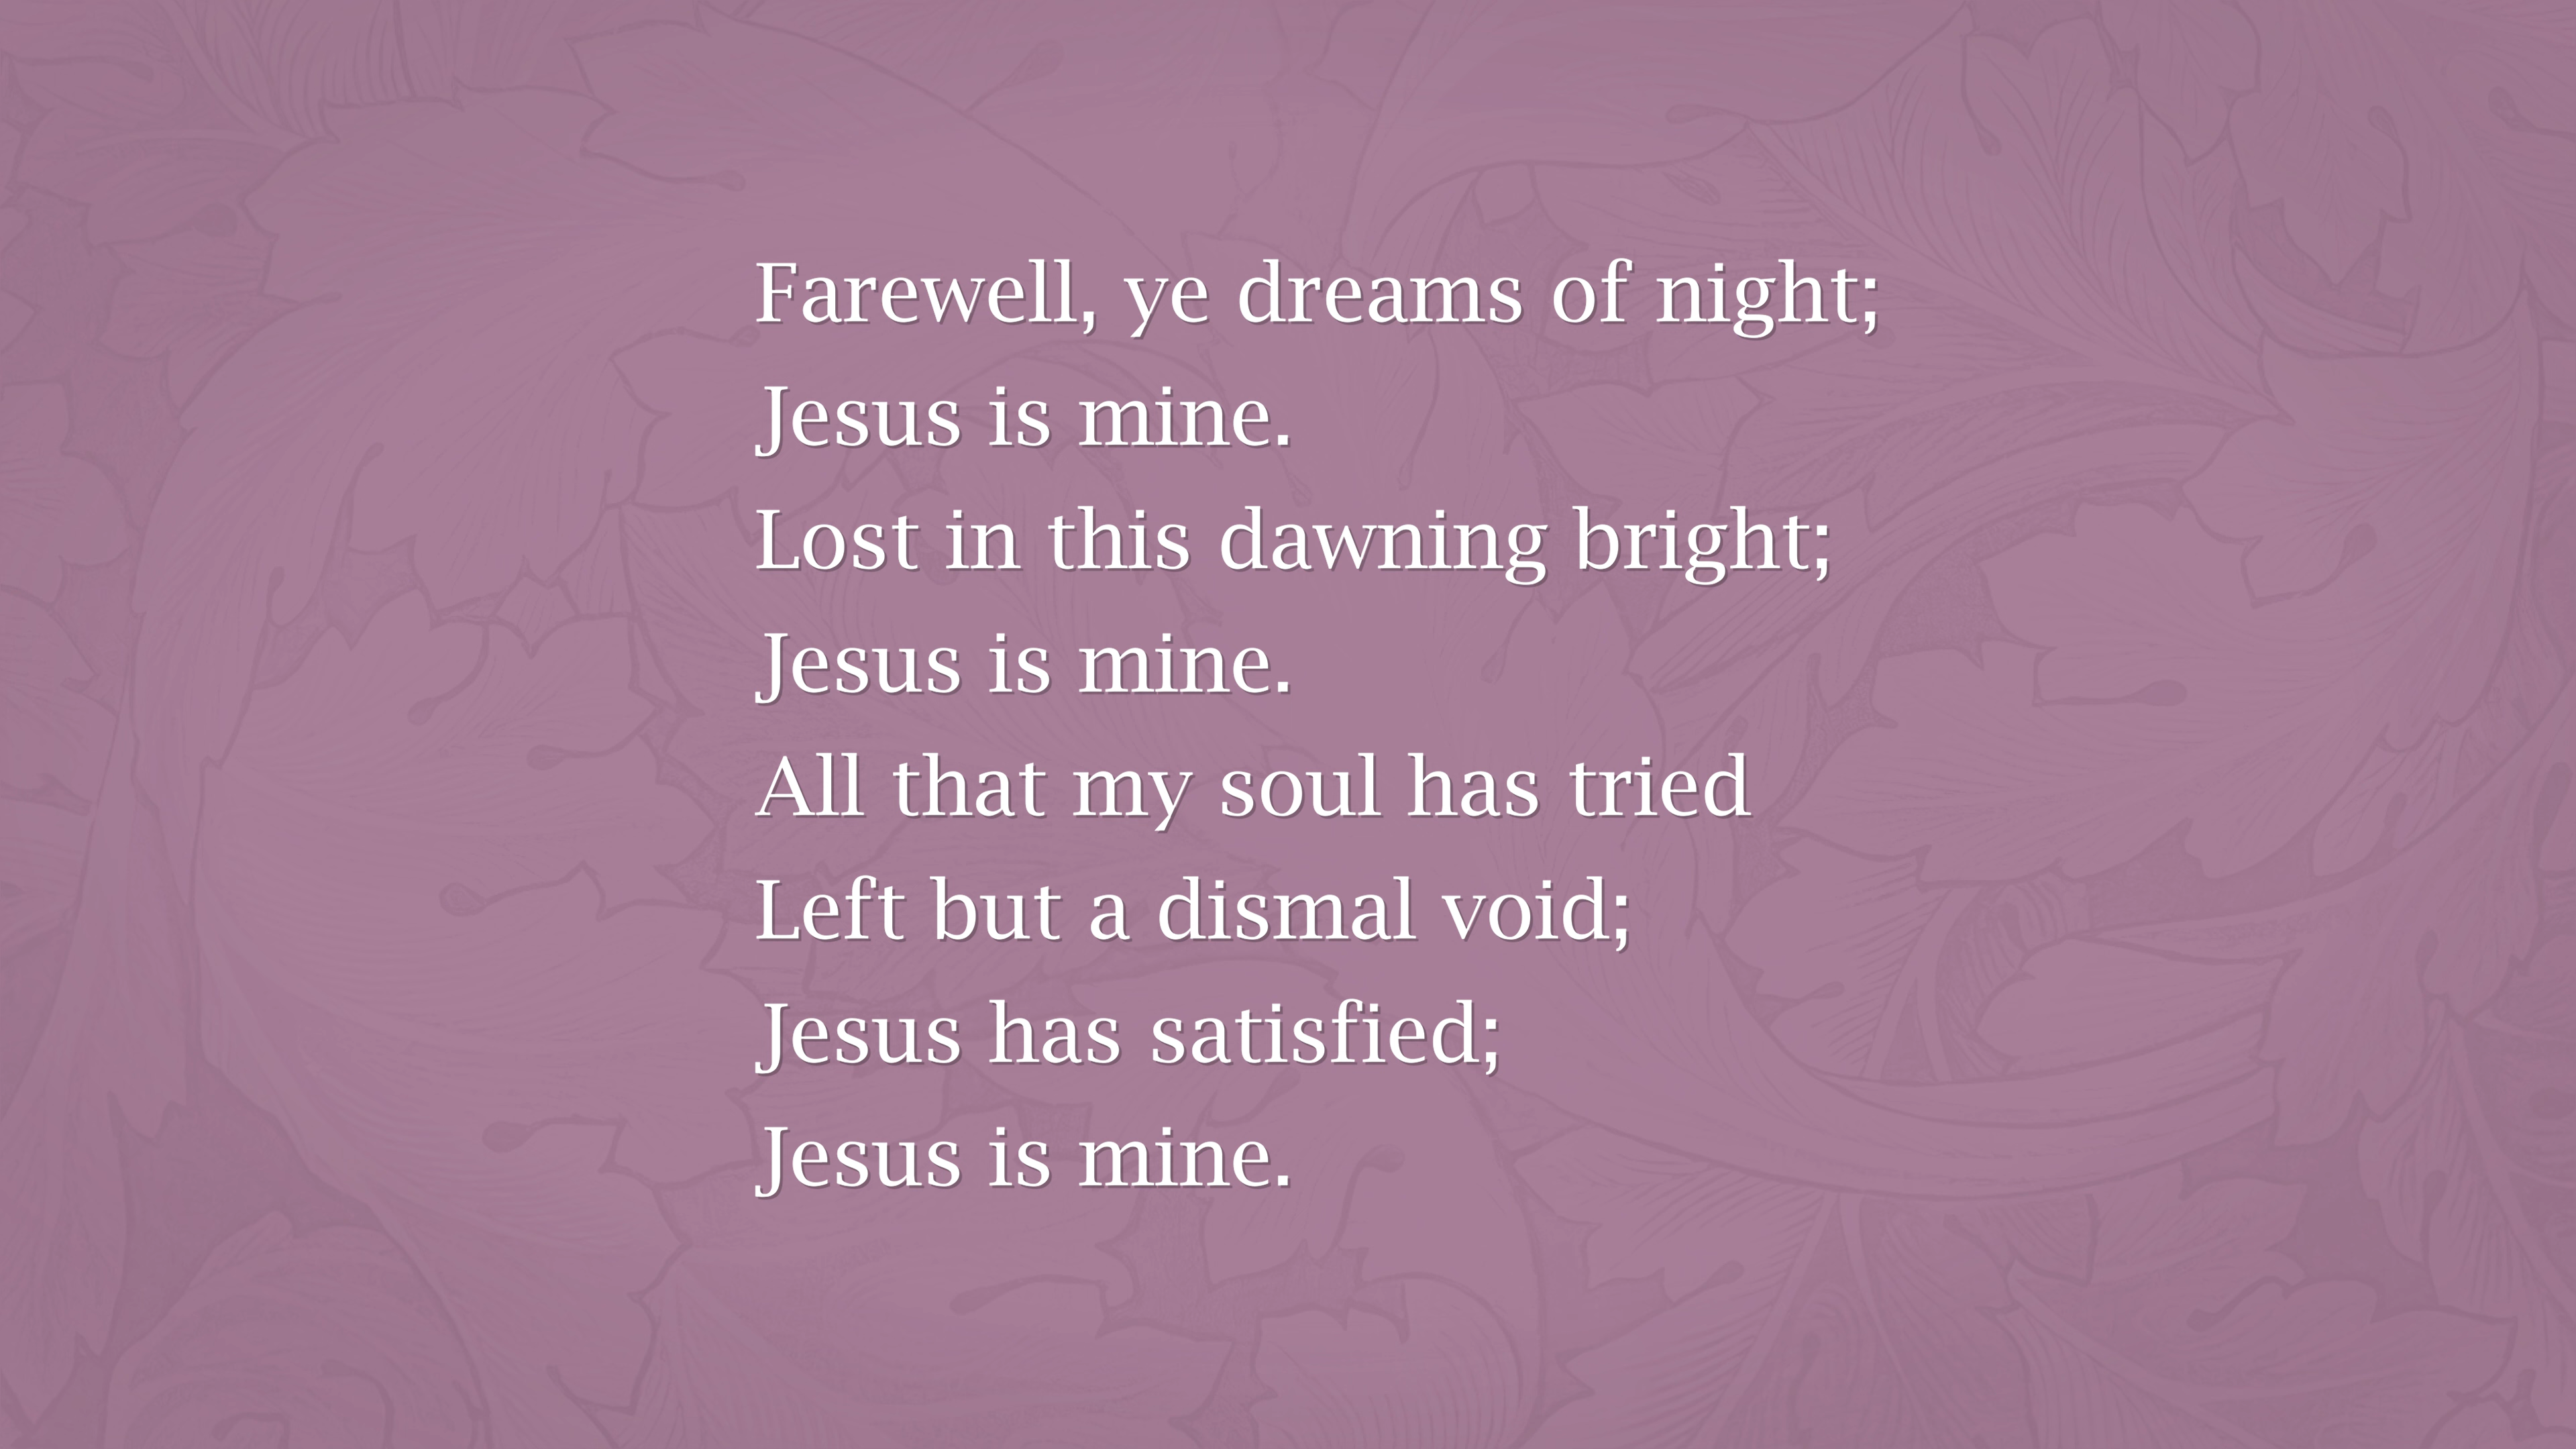 Farewell, ye dreams of night;
Jesus is mine.
Lost in this dawning bright;
Jesus is mine.
All that my soul has tried
Left but a dismal void;
Jesus has satisfied;
Jesus is mine.